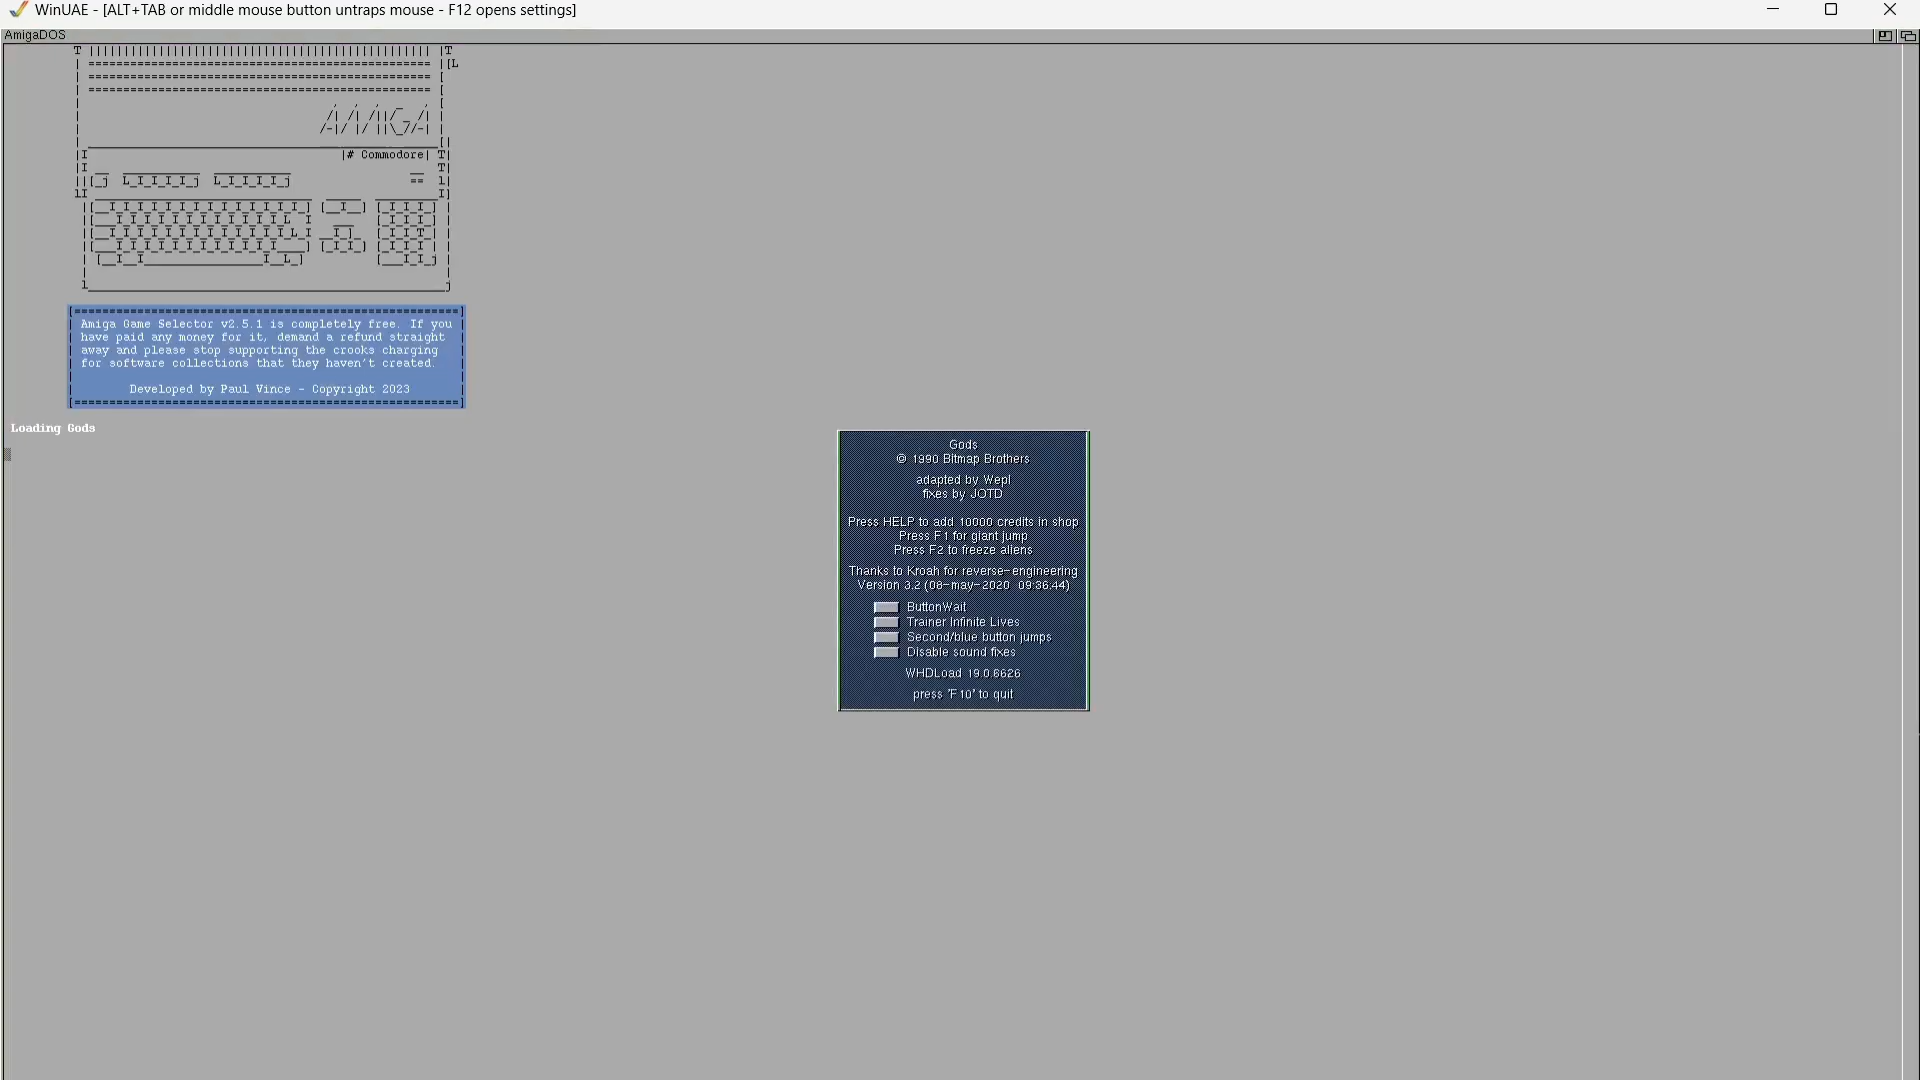 WinUAE - [ALT+TAB or middle mouse button untraps mouse - F12 opens settings]
AmigaDOS
|# Commodore|
Amiga Game Selector v2.5.1 is completely free. If you
have paid any money for it, demand a refund straight
away and please stop supporting the crooks charging
for software collections that they haven't created.
Developed by Paul Vince - Copyright 2023
Loading Gods
Gods
© 1990 Bitmap Brothers
adapted by Wepl
fixes by JOTD
Press HELP to add 10000 credits in shop
Press F1 for giant jump
Press F2 to freeze aliens
Thanks to Kroah for reverse-engineering
Version 3.2 (08-may-2020 09:36:44)
ButtonWait
Trainer Infinite Lives
Second/blue button jumps
Disable sound fixes
WHDLoad 19.0.6626
press 'F10' to quit